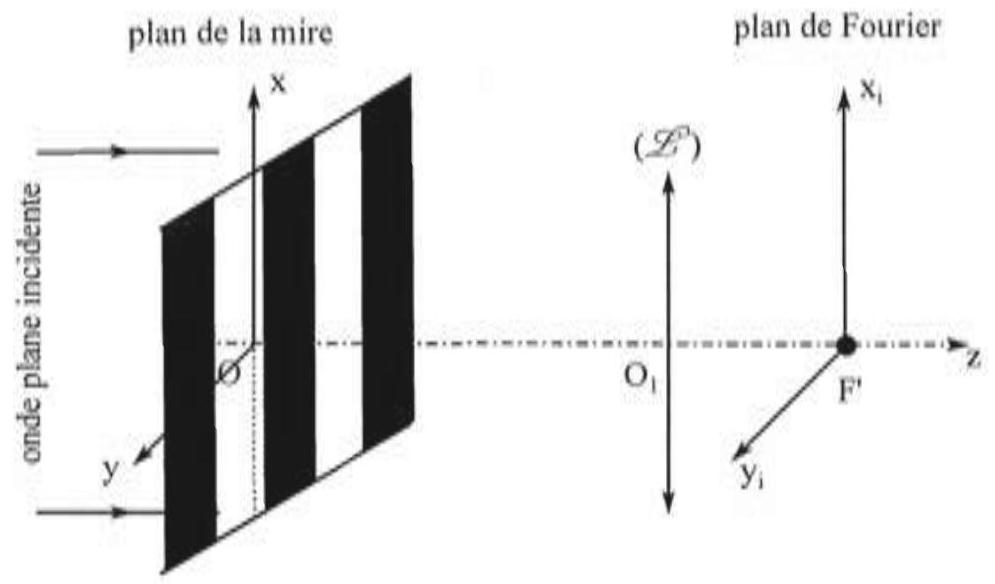 plan de la mire
plan de Fourier
x
x_i
(ℒ)
onde plane incidente
O
O_1
F'
z
y
y_i